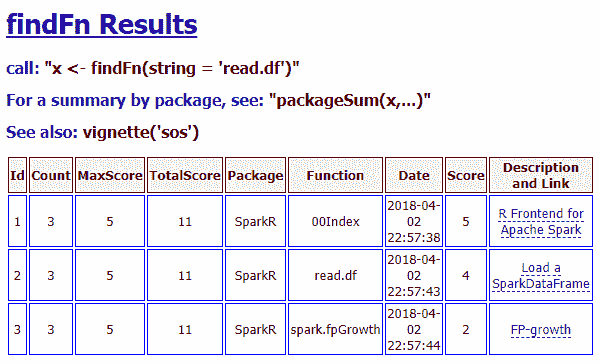 findFn Results
call: "x <- findFn(string = 'read.df')"
For a summary by package, see: "packageSum(x,...)"
See also: vignette('sos')
Id Count MaxScore TotalScore Package Function Date Score Description and Link
1 3 5 11 SparkR 00Index 2018-04-02 22:57:38 5 R Frontend for Apache Spark
2 3 5 11 SparkR read.df 2018-04-02 22:57:43 4 Load a SparkDataFrame
3 3 5 11 SparkR spark.fpGrowth 2018-04-02 22:57:44 2 FP-growth